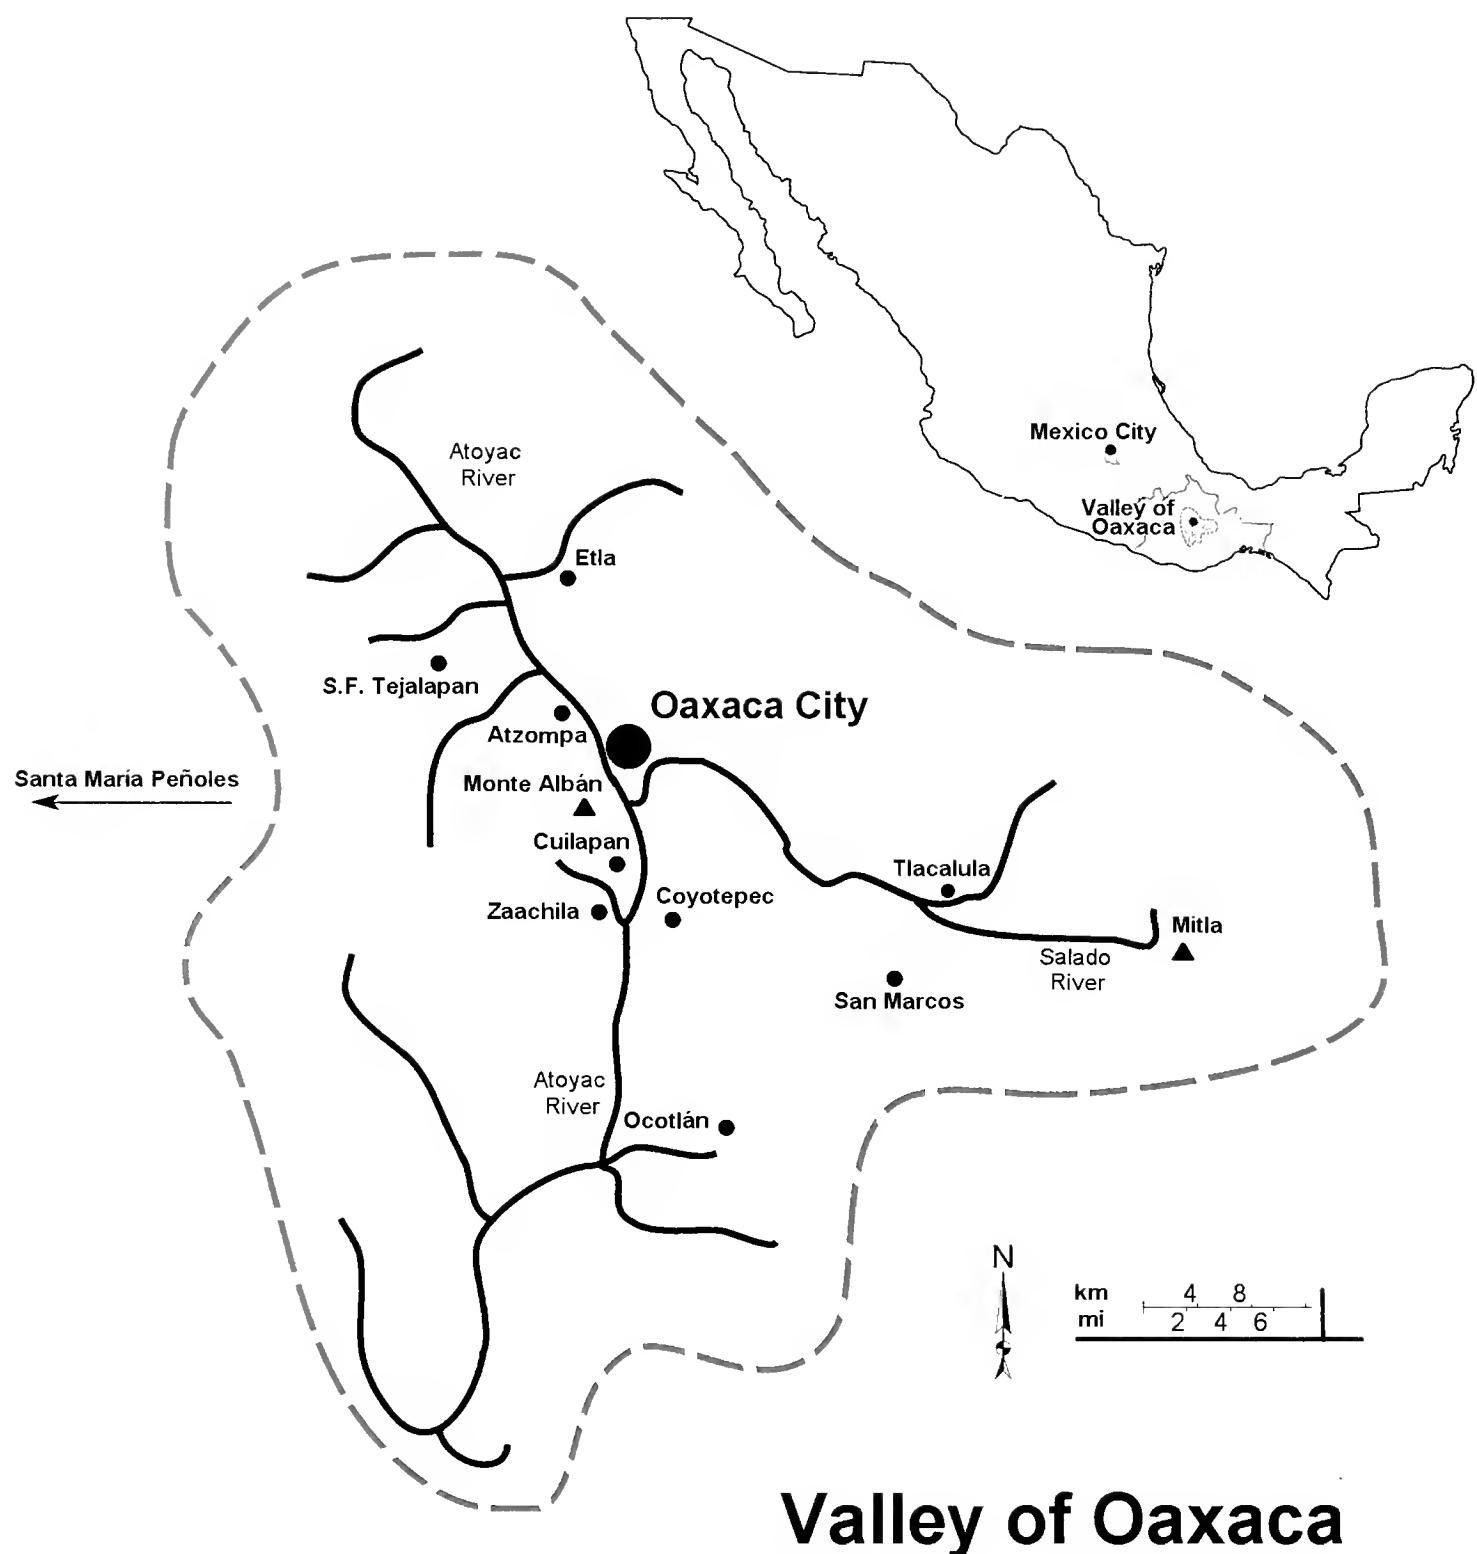 Mexico City
Valley of
Oaxaca
Atoyac
River
Etla
S.F. Tejalapan
Oaxaca City
Atzompa
Santa María Peñoles
Monte Albán
Cuilapan
Tlacalula
Coyotepec
Zaachila
Mitla
Salado
River
San Marcos
Atoyac
River
Ocotlán
N
km 4 8
mi 2 4 6
Valley of Oaxaca